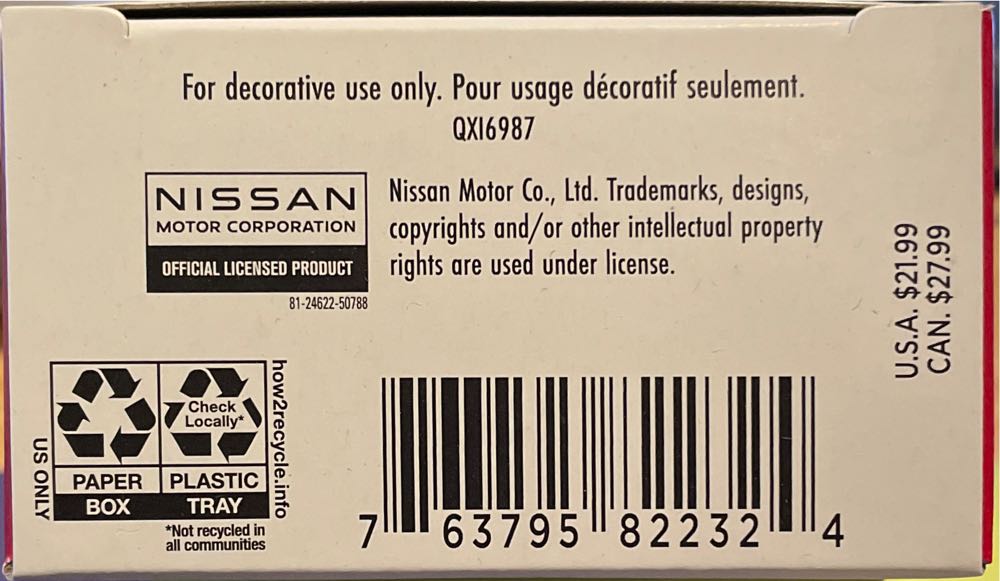 For decorative use only. Pour usage décoratif seulement.
QXI6987
NISSAN
MOTOR CORPORATION
OFFICIAL LICENSED PRODUCT
81-24622-50788
Nissan Motor Co., Ltd. Trademarks, designs,
copyrights and/or other intellectual property
rights are used under license.
U.S.A. $21.99
CAN. $27.99
US ONLY
Check
Locally*
PAPER
BOX
PLASTIC
TRAY
how2recycle.info
*Not recycled in
all communities
7 63795 82232 4